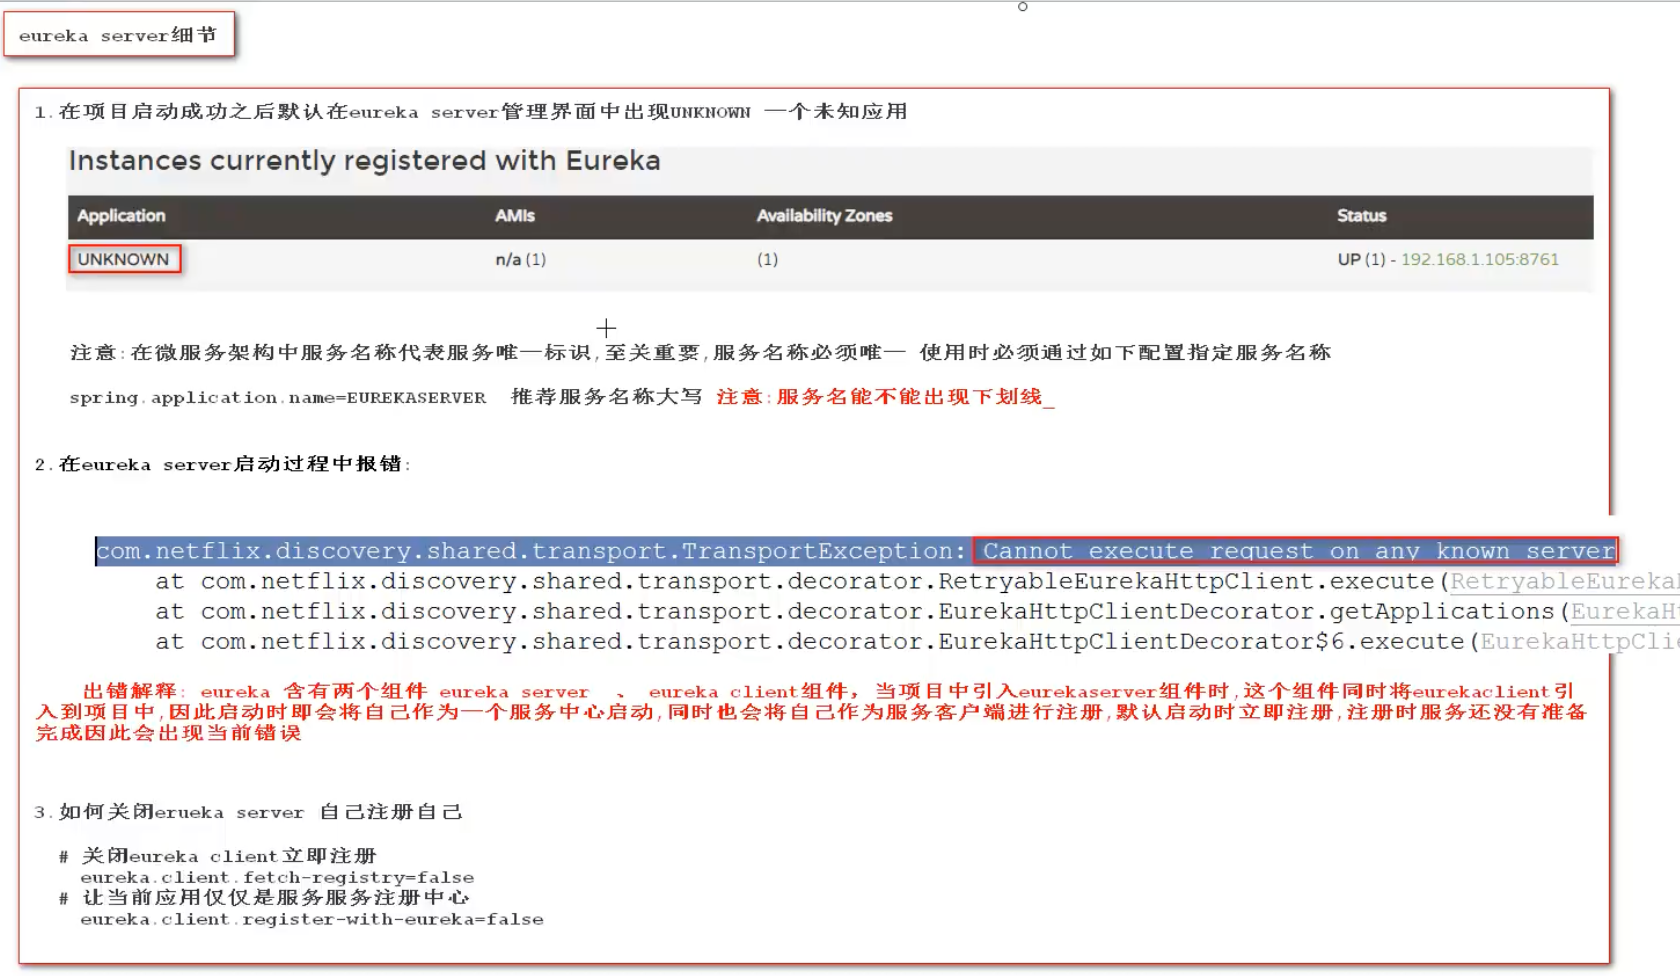 eureka server细节
1.在项目启动成功之后默认在eureka server管理界面中出现UNKNOWN 一个未知应用
Instances currently registered with Eureka
Application AMIs Availability Zones Status
UNKNOWN n/a (1) (1) UP (1) - 192.168.1.105:8761
注意:在微服务架构中服务名称代表服务唯一标识,至关重要,服务名称必须唯一 使用时必须通过如下配置指定服务名称
spring.application.name=EUREKASERVER 推荐服务名称大写 注意:服务名能不能出现下划线_
2.在eureka server启动过程中报错:
com.netflix.discovery.shared.transport.TransportException: Cannot execute request on any known server
at com.netflix.discovery.shared.transport.decorator.RetryableEurekaHttpClient.execute(RetryableEureka
at com.netflix.discovery.shared.transport.decorator.EurekaHttpClientDecorator.getApplications(EurekaH
at com.netflix.discovery.shared.transport.decorator.EurekaHttpClientDecorator$6.execute(EurekaHttpClie
出错解释: eureka 含有两个组件 eureka server 、 eureka client组件, 当项目中引入eurekaserver组件时,这个组件同时将eurekaclient引
入到项目中,因此启动时即会将自己作为一个服务中心启动,同时也会将自己作为服务客户端进行注册,默认启动时立即注册,注册时服务还没有准备
完成因此会出现当前错误
3.如何关闭erueka server 自己注册自己
# 关闭eureka client立即注册
eureka.client.fetch-registry=false
# 让当前应用仅仅是服务服务注册中心
eureka.client.register-with-eureka=false